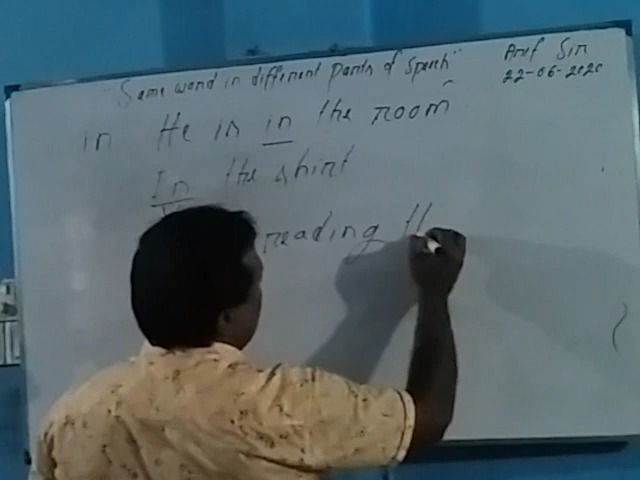 "Same word in different Parts of Speech"
Arif Sir
22-06-2020
in He is in the room
In the shirt
reading th